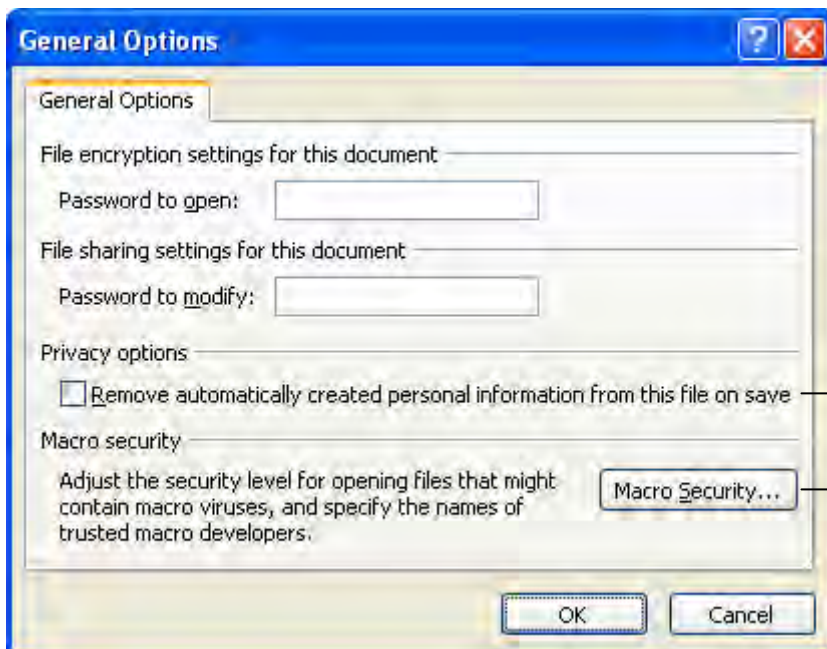 General Options
General Options
File encryption settings for this document
Password to open:
File sharing settings for this document
Password to modify:
Privacy options
Remove automatically created personal information from this file on save
Macro security
Adjust the security level for opening files that might
contain macro viruses, and specify the names of
trusted macro developers.
Macro Security...
OK
Cancel